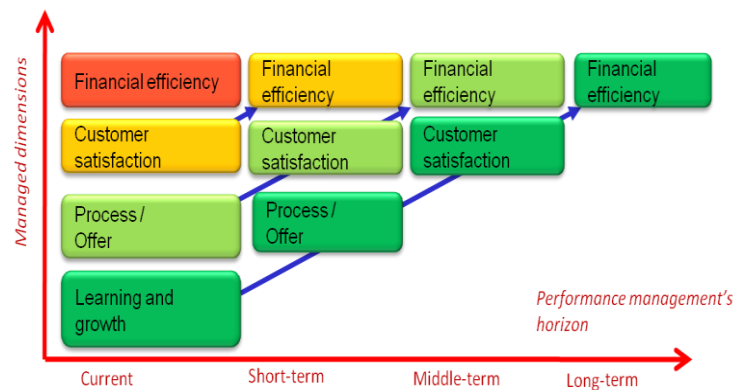 Managed dimensions
Financial efficiency
Financial
efficiency
Financial
efficiency
Financial
efficiency
Customer
satisfaction
Customer
satisfaction
Customer
satisfaction
Process /
Offer
Process /
Offer
Learning and
growth
Performance management's
horizon
Current
Short-term
Middle-term
Long-term